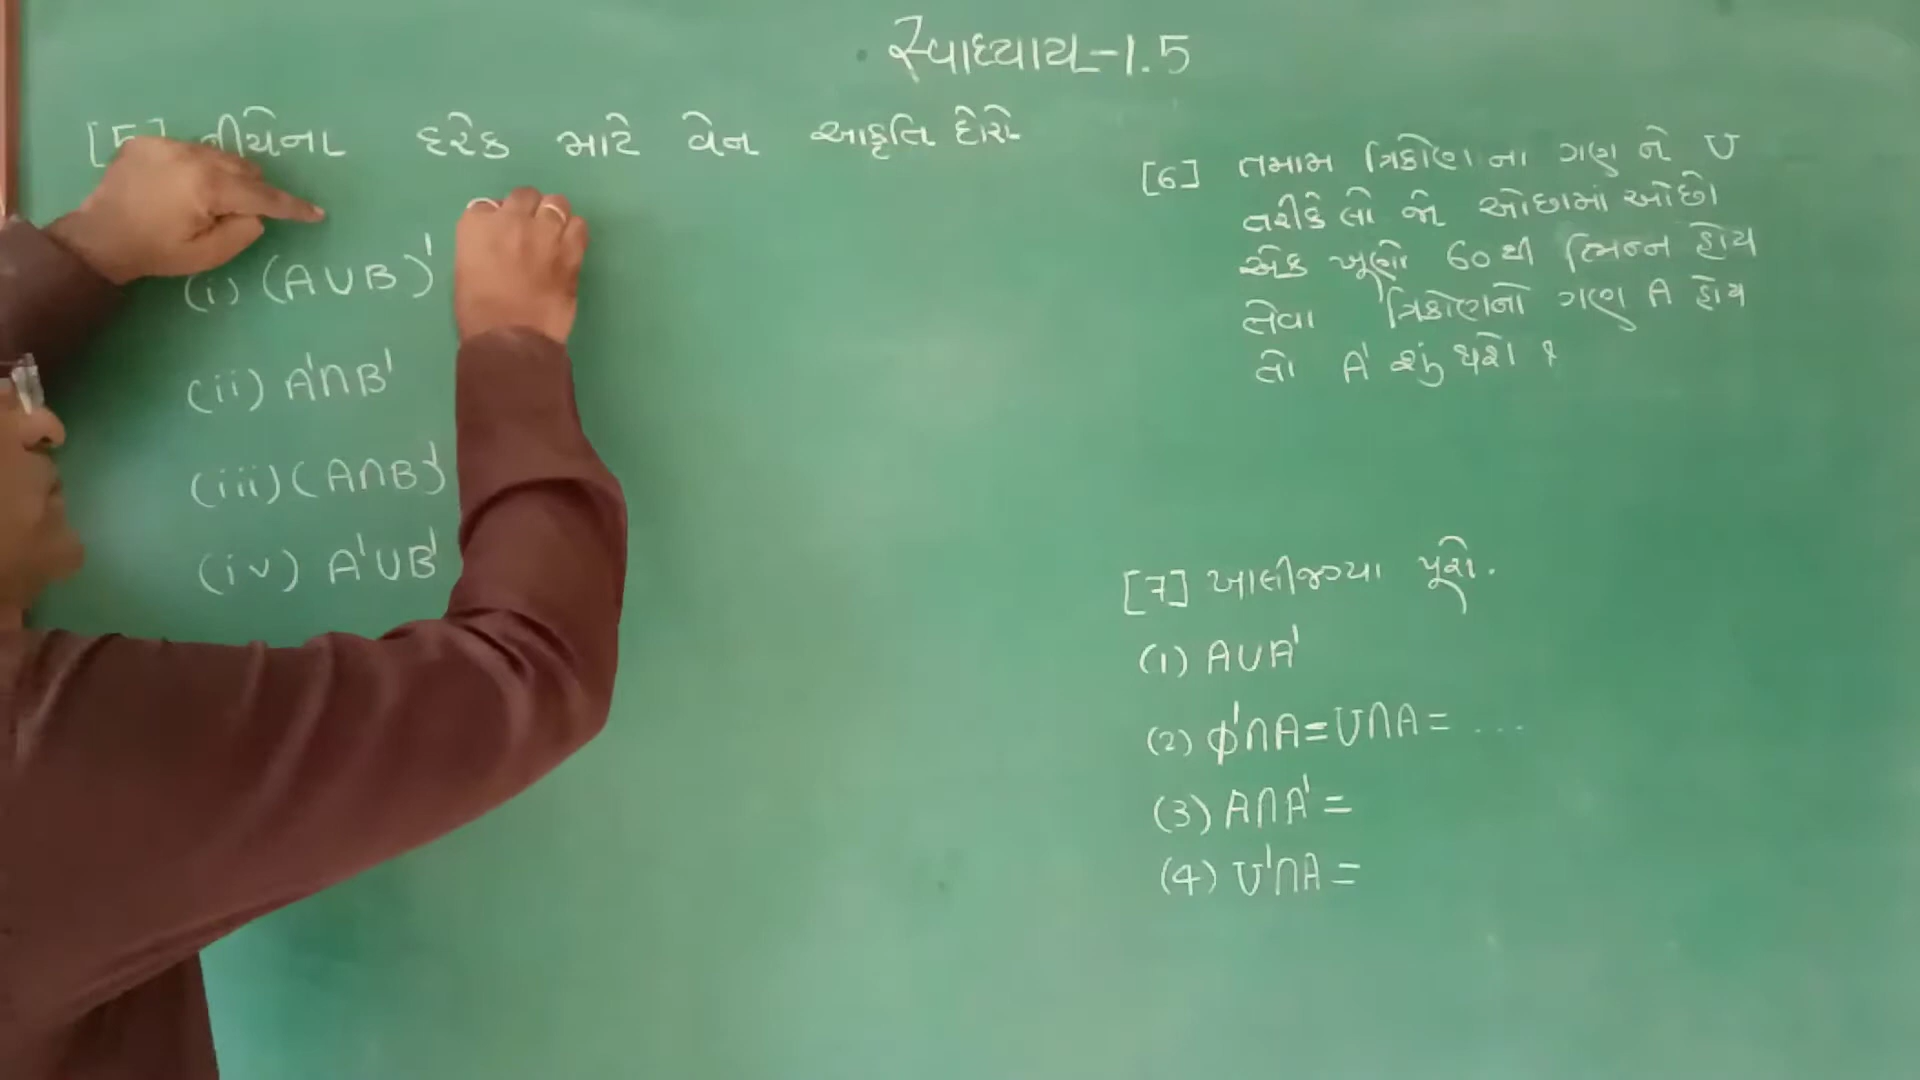 સ્વાધ્યાય-1.5
[5] નીચેના દરેક માટે વેન આકૃતિ દોરો
(i) (A∪B)'
(ii) A'∩B'
(iii) (A∩B)'
(iv) A'∪B'
[6] તમામ ત્રિકોણના ગણ ને U
તરીકે લો જો ઓછામાં ઓછો
એક ખૂણો 60થી ભિન્ન હોય
તેવા ત્રિકોણનો ગણ A હોય
તો A' શું થશે ?
[7] ખાલીજગ્યા પૂરો.
(1) A∪A'
(2) ϕ'∩A=U∩A= ....
(3) A∩A' =
(4) U'∩A =